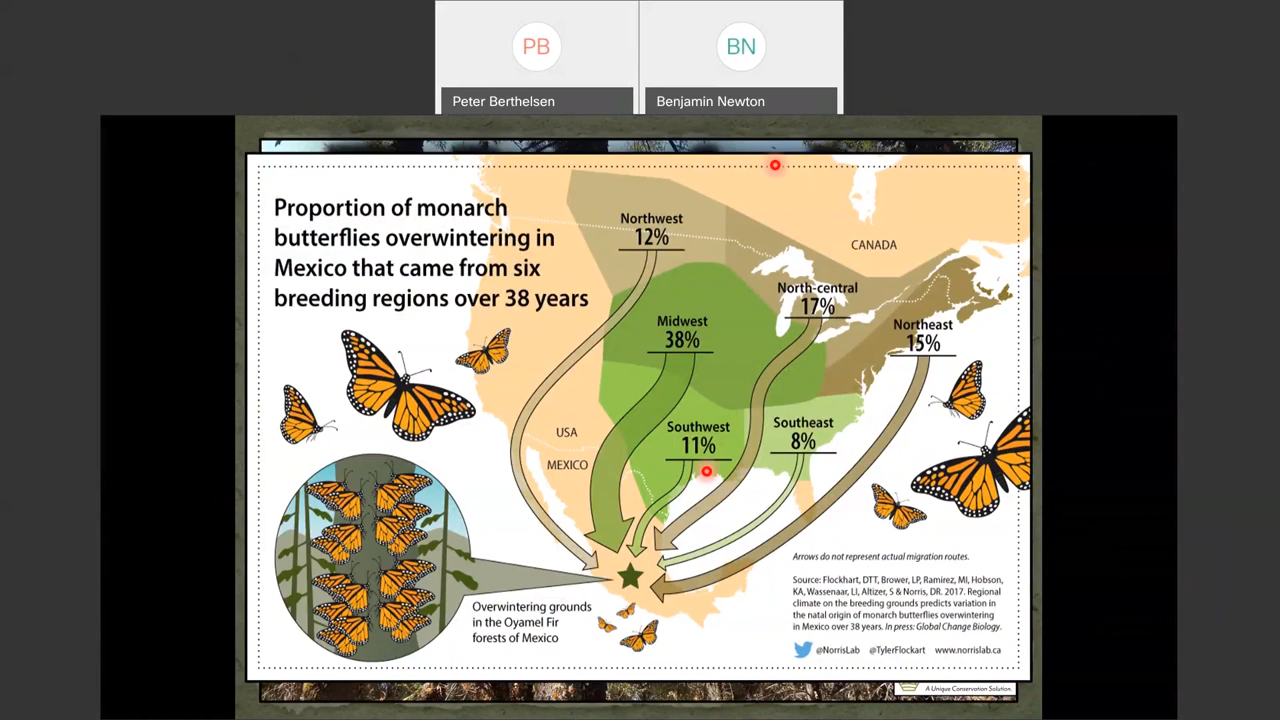 PB
BN
Peter Berthelsen
Benjamin Newton
Proportion of monarch
butterflies overwintering in
Mexico that came from six
breeding regions over 38 years
Northwest
12%
CANADA
North-central
17%
Midwest
38%
Northeast
15%
Southwest
11%
Southeast
8%
USA
MEXICO
Overwintering grounds
in the Oyamel Fir
forests of Mexico
Arrows do not represent actual migration routes.
Source: Flockhart, DTT, Brower, LP, Ramirez, MI, Hobson,
KA, Wassenaar, LI, Altizer, S & Norris, DR. 2017. Regional
climate on the breeding grounds predicts variation in
the natal origin of monarch butterflies overwintering
in Mexico over 38 years. In press: Global Change Biology.
@NorrisLab @TylerFlockart www.norrislab.ca
A Unique Conservation Solution.